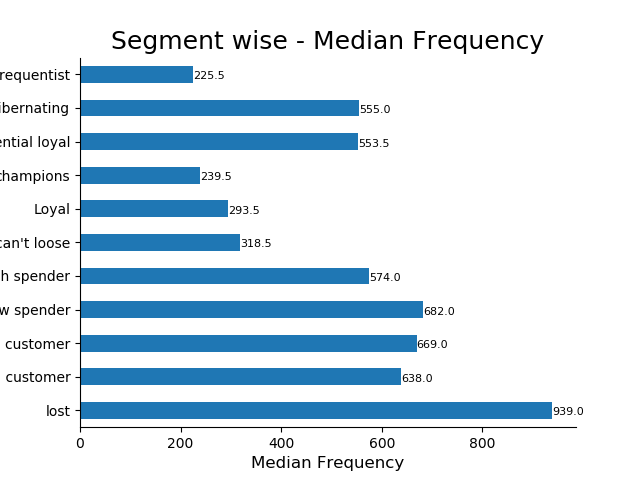 Segment wise - Median Frequency
requentist 225.5
ibernating 555.0
ential loyal 553.5
champions 239.5
Loyal 293.5
can't loose 318.5
h spender 574.0
w spender 682.0
customer 669.0
customer 638.0
lost 939.0
0 200 400 600 800
Median Frequency